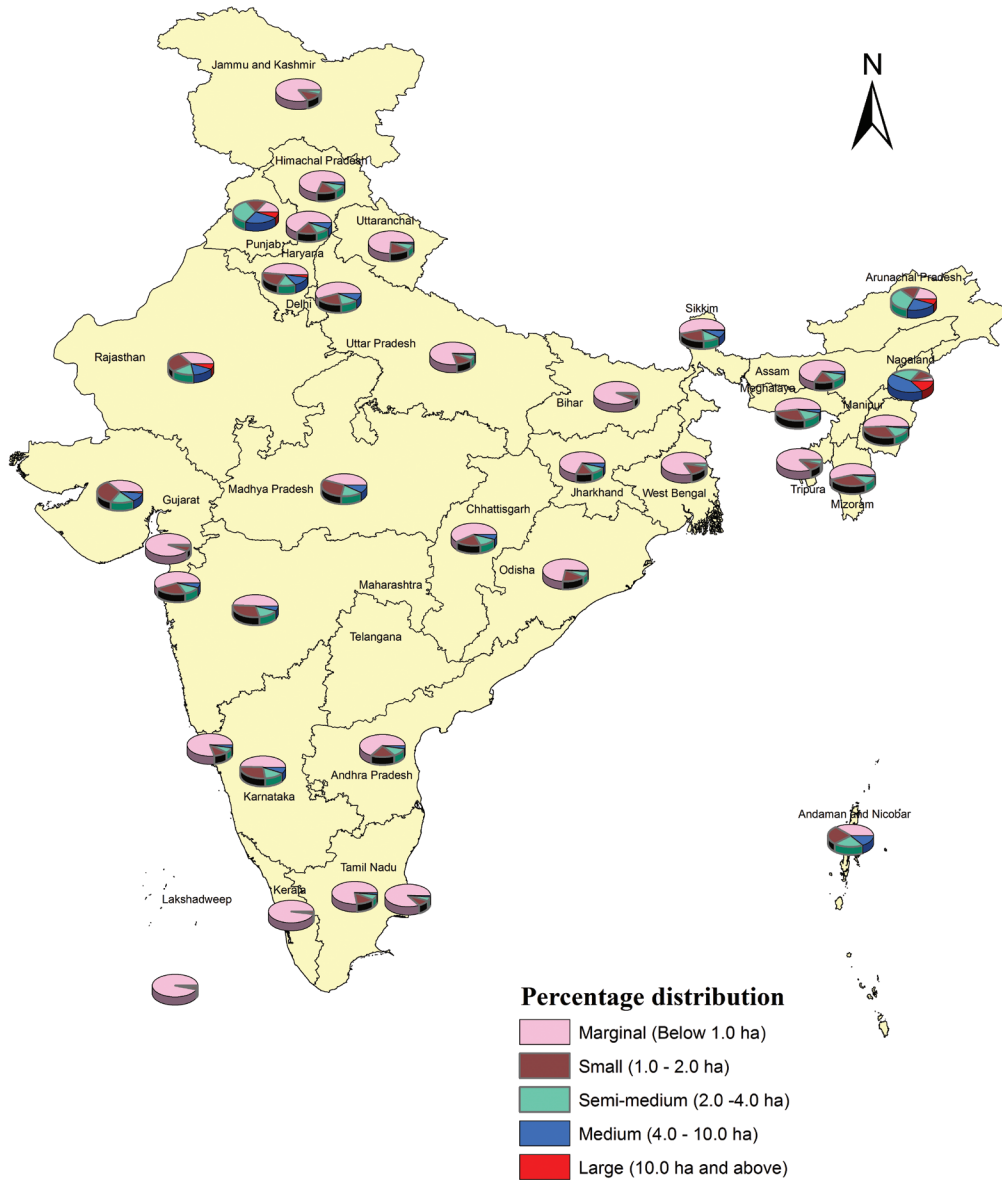 Jammu and Kashmir
N
Himachal Pradesh
Uttaranchal
Punjab
Haryana
Arunachal Pradesh
Delhi
Sikkim
Uttar Pradesh
Rajasthan
Assam
Nagaland
Meghalaya
Bihar
Manipur
Madhya Pradesh
Gujarat
Jharkhand
West Bengal
Tripura
Mizoram
Chhattisgarh
Odisha
Maharashtra
Telangana
Andhra Pradesh
Karnataka
Andaman and Nicobar
Tamil Nadu
Kerala
Lakshadweep
Percentage distribution
Marginal (Below 1.0 ha)
Small (1.0 - 2.0 ha)
Semi-medium (2.0 -4.0 ha)
Medium (4.0 - 10.0 ha)
Large (10.0 ha and above)